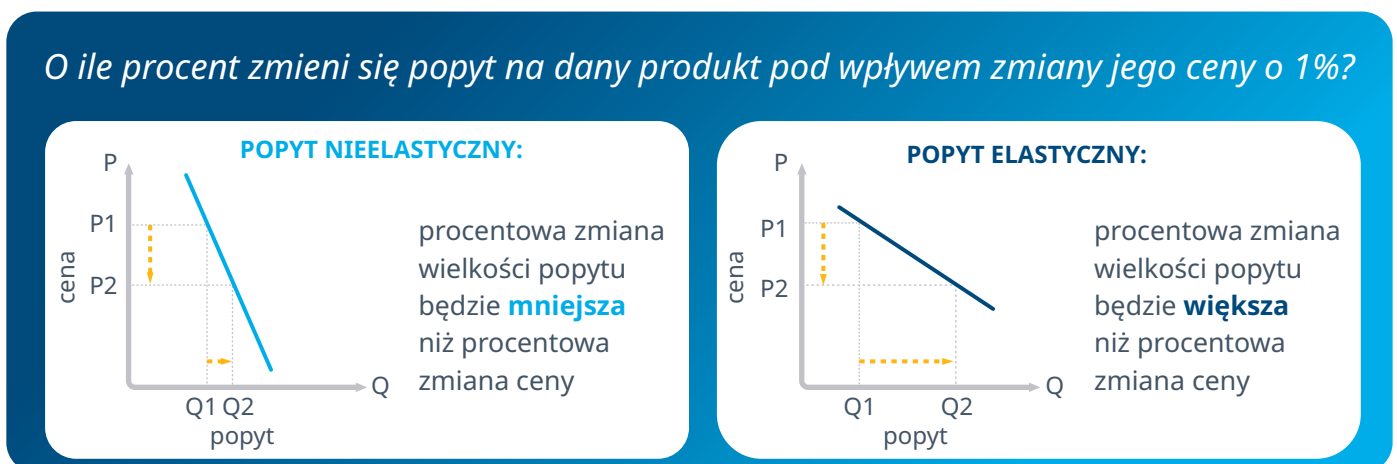 O ile procent zmieni się popyt na dany produkt pod wpływem zmiany jego ceny o 1%?
POPYT NIEELASTYCZNY:
P
P1
cena
P2
Q
Q1 Q2
popyt
procentowa zmiana
wielkości popytu
będzie mniejsza
niż procentowa
zmiana ceny
POPYT ELASTYCZNY:
P
P1
cena
P2
Q
Q1 Q2
popyt
procentowa zmiana
wielkości popytu
będzie większa
niż procentowa
zmiana ceny